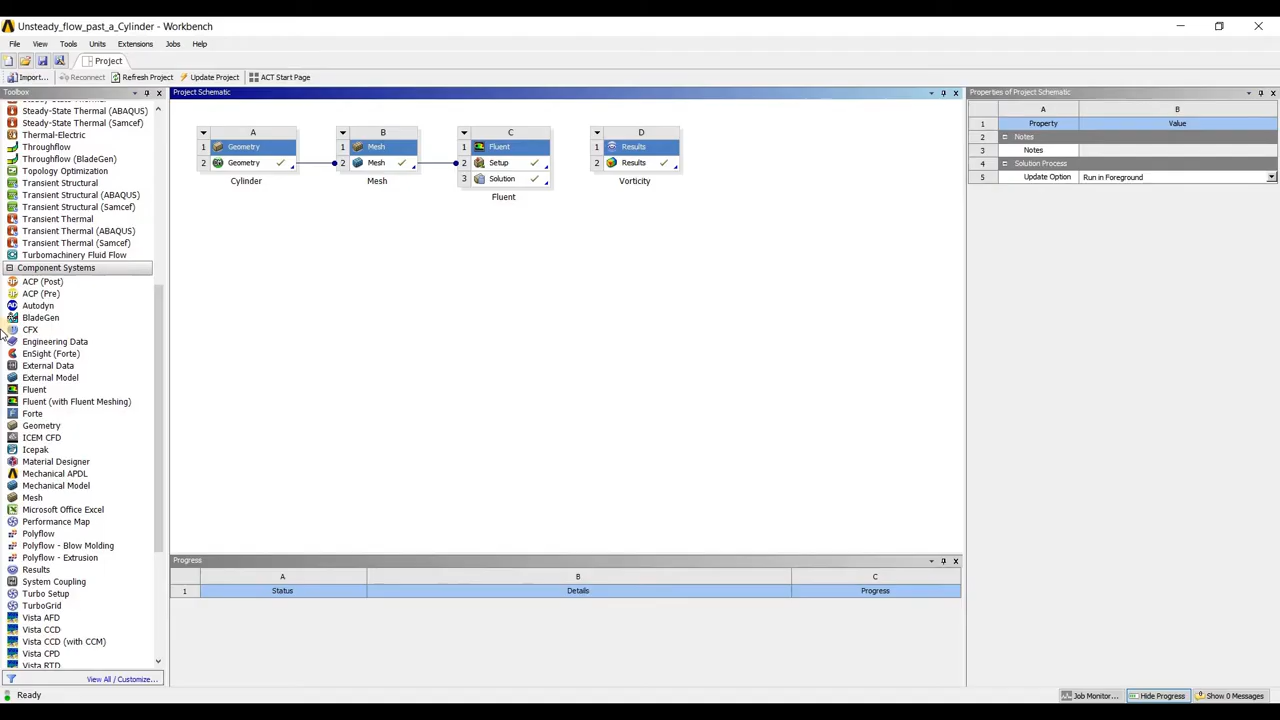 Unsteady_flow_past_a_Cylinder - Workbench
File View Tools Units Extensions Jobs Help
Project
Import... Reconnect Refresh Project Update Project ACT Start Page
Toolbox
Steady-State Thermal (ABAQUS)
Steady-State Thermal (Samcef)
Thermal-Electric
Throughflow
Throughflow (BladeGen)
Topology Optimization
Transient Structural
Transient Structural (ABAQUS)
Transient Structural (Samcef)
Transient Thermal
Transient Thermal (ABAQUS)
Transient Thermal (Samcef)
Turbomachinery Fluid Flow
Component Systems
ACP (Post)
ACP (Pre)
Autodyn
BladeGen
CFX
Engineering Data
EnSight (Forte)
External Data
External Model
Fluent
Fluent (with Fluent Meshing)
Forte
Geometry
ICEM CFD
Icepak
Material Designer
Mechanical APDL
Mechanical Model
Mesh
Microsoft Office Excel
Performance Map
Polyflow
Polyflow - Blow Molding
Polyflow - Extrusion
Results
System Coupling
Turbo Setup
TurboGrid
Vista AFD
Vista CCD
Vista CCD (with CCM)
Vista CPD
Vista RTD
View All / Customize...
Project Schematic
A
1 Geometry
2 Geometry
Cylinder
B
1 Mesh
2 Mesh
Mesh
C
1 Fluent
2 Setup
3 Solution
Fluent
D
1 Results
2 Results
Vorticity
Progress
A B C
1 Status Details Progress
Properties of Project Schematic
A B
1 Property Value
2 Notes
3 Notes
4 Solution Process
5 Update Option Run in Foreground
Ready
Job Monitor... Hide Progress Show 0 Messages